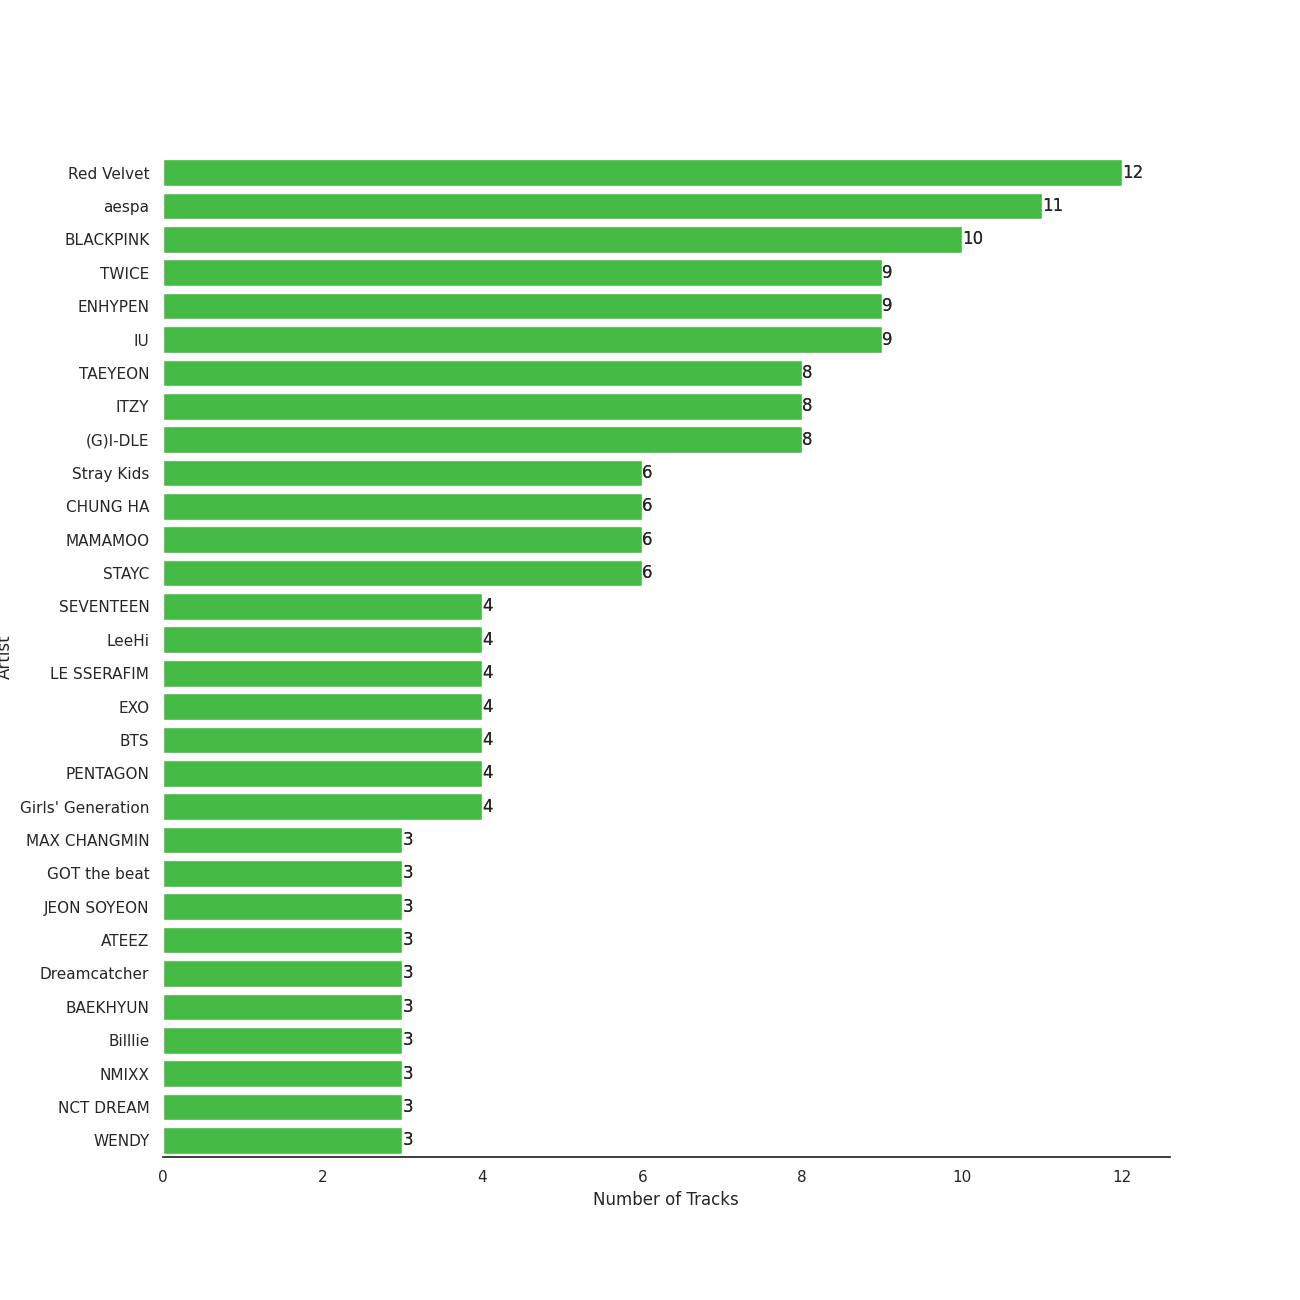 Red Velvet 12
aespa 11
BLACKPINK 10
TWICE 9
ENHYPEN 9
IU 9
TAEYEON 8
ITZY 8
(G)I-DLE 8
Stray Kids 6
CHUNG HA 6
MAMAMOO 6
STAYC 6
SEVENTEEN 4
LeeHi 4
LE SSERAFIM 4
EXO 4
BTS 4
PENTAGON 4
Girls' Generation 4
MAX CHANGMIN 3
GOT the beat 3
JEON SOYEON 3
ATEEZ 3
Dreamcatcher 3
BAEKHYUN 3
Billlie 3
NMIXX 3
NCT DREAM 3
WENDY 3
0 2 4 6 8 10 12
Number of Tracks
Artist